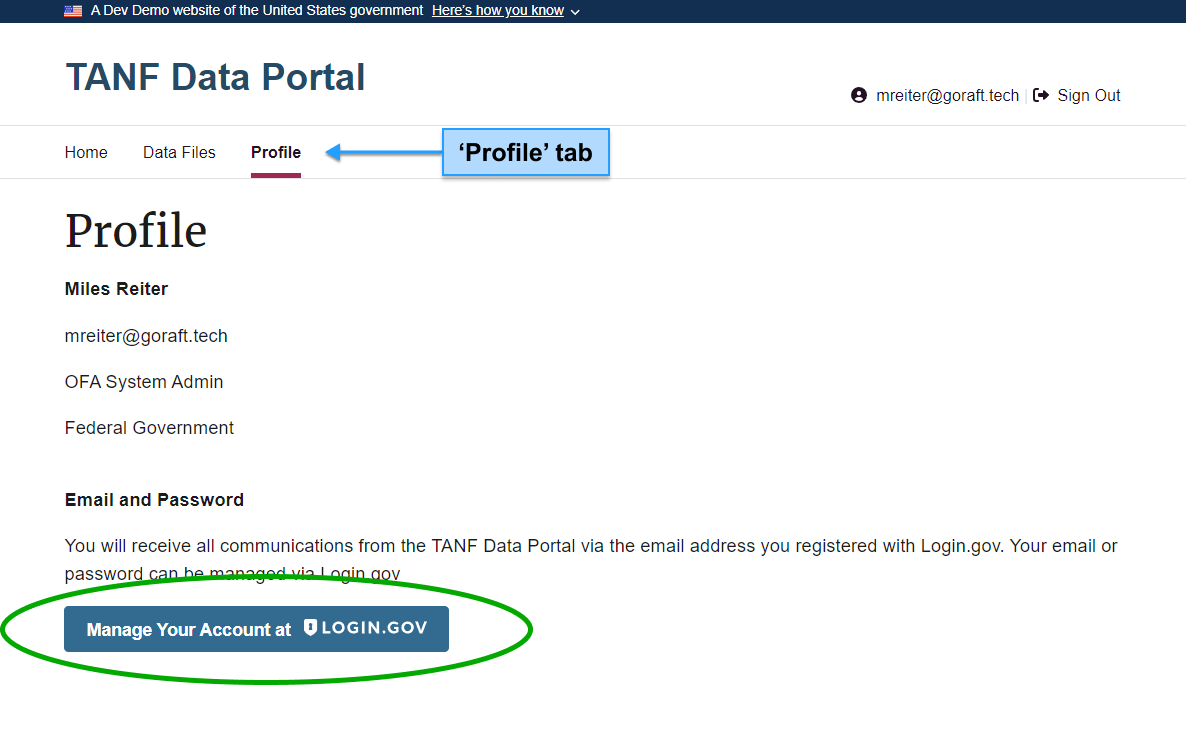 A Dev Demo website of the United States government Here's how you know
TANF Data Portal
mreiter@goraft.tech Sign Out
Home Data Files Profile
‘Profile’ tab
Profile
Miles Reiter
mreiter@goraft.tech
OFA System Admin
Federal Government
Email and Password
You will receive all communications from the TANF Data Portal via the email address you registered with Login.gov. Your email or
password can be managed via Login.gov
Manage Your Account at LOGIN.GOV